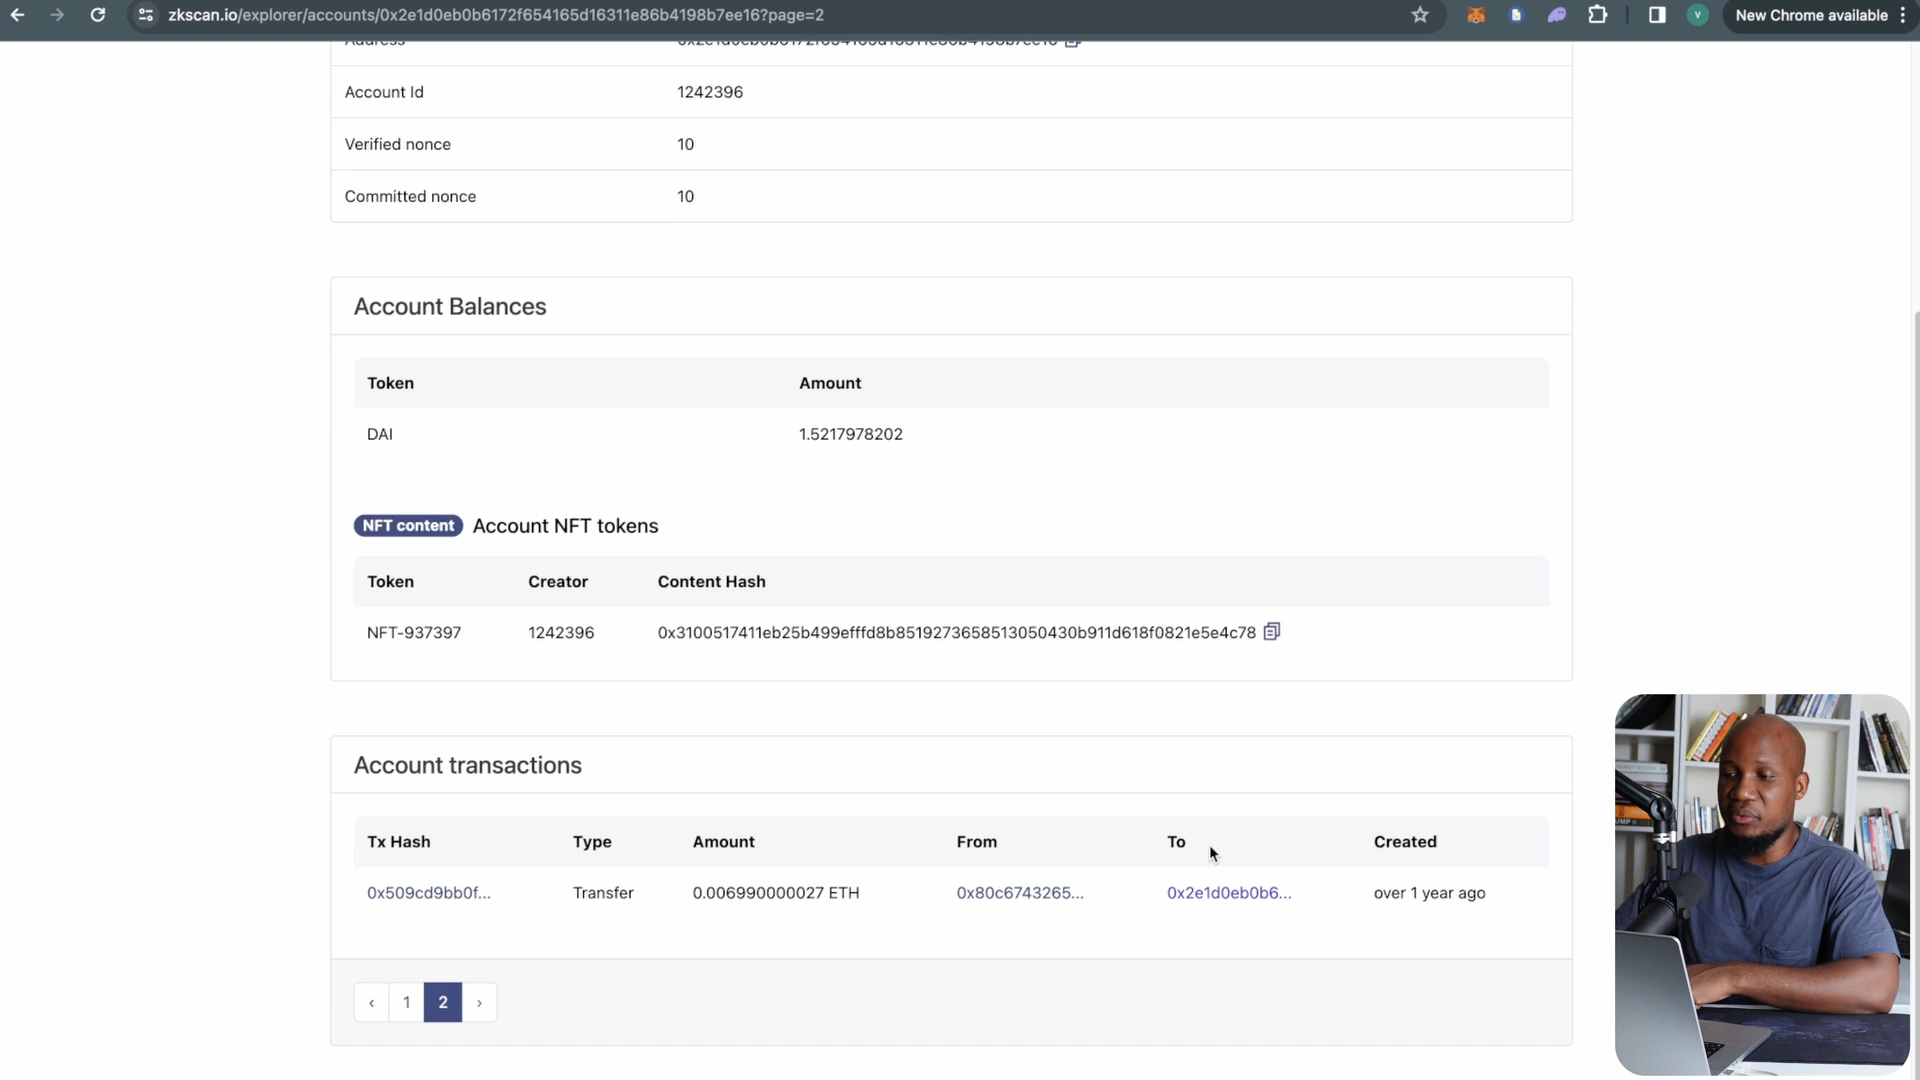 zkscan.io/explorer/accounts/0x2e1d0eb0b6172f654165d16311e86b4198b7ee16?page=2
V
New Chrome available
Address 0x2e1d0eb0b6172f654165d16311e86b4198b7ee16
Account Id 1242396
Verified nonce 10
Committed nonce 10
Account Balances
Token Amount
DAI 1.5217978202
NFT content Account NFT tokens
Token Creator Content Hash
NFT-937397 1242396 0x3100517411eb25b499efffd8b8519273658513050430b911d618f0821e5e4c78
Account transactions
Tx Hash Type Amount From To Created
0x509cd9bb0f... Transfer 0.006990000027 ETH 0x80c6743265... 0x2e1d0eb0b6... over 1 year ago
‹ 1 2 ›